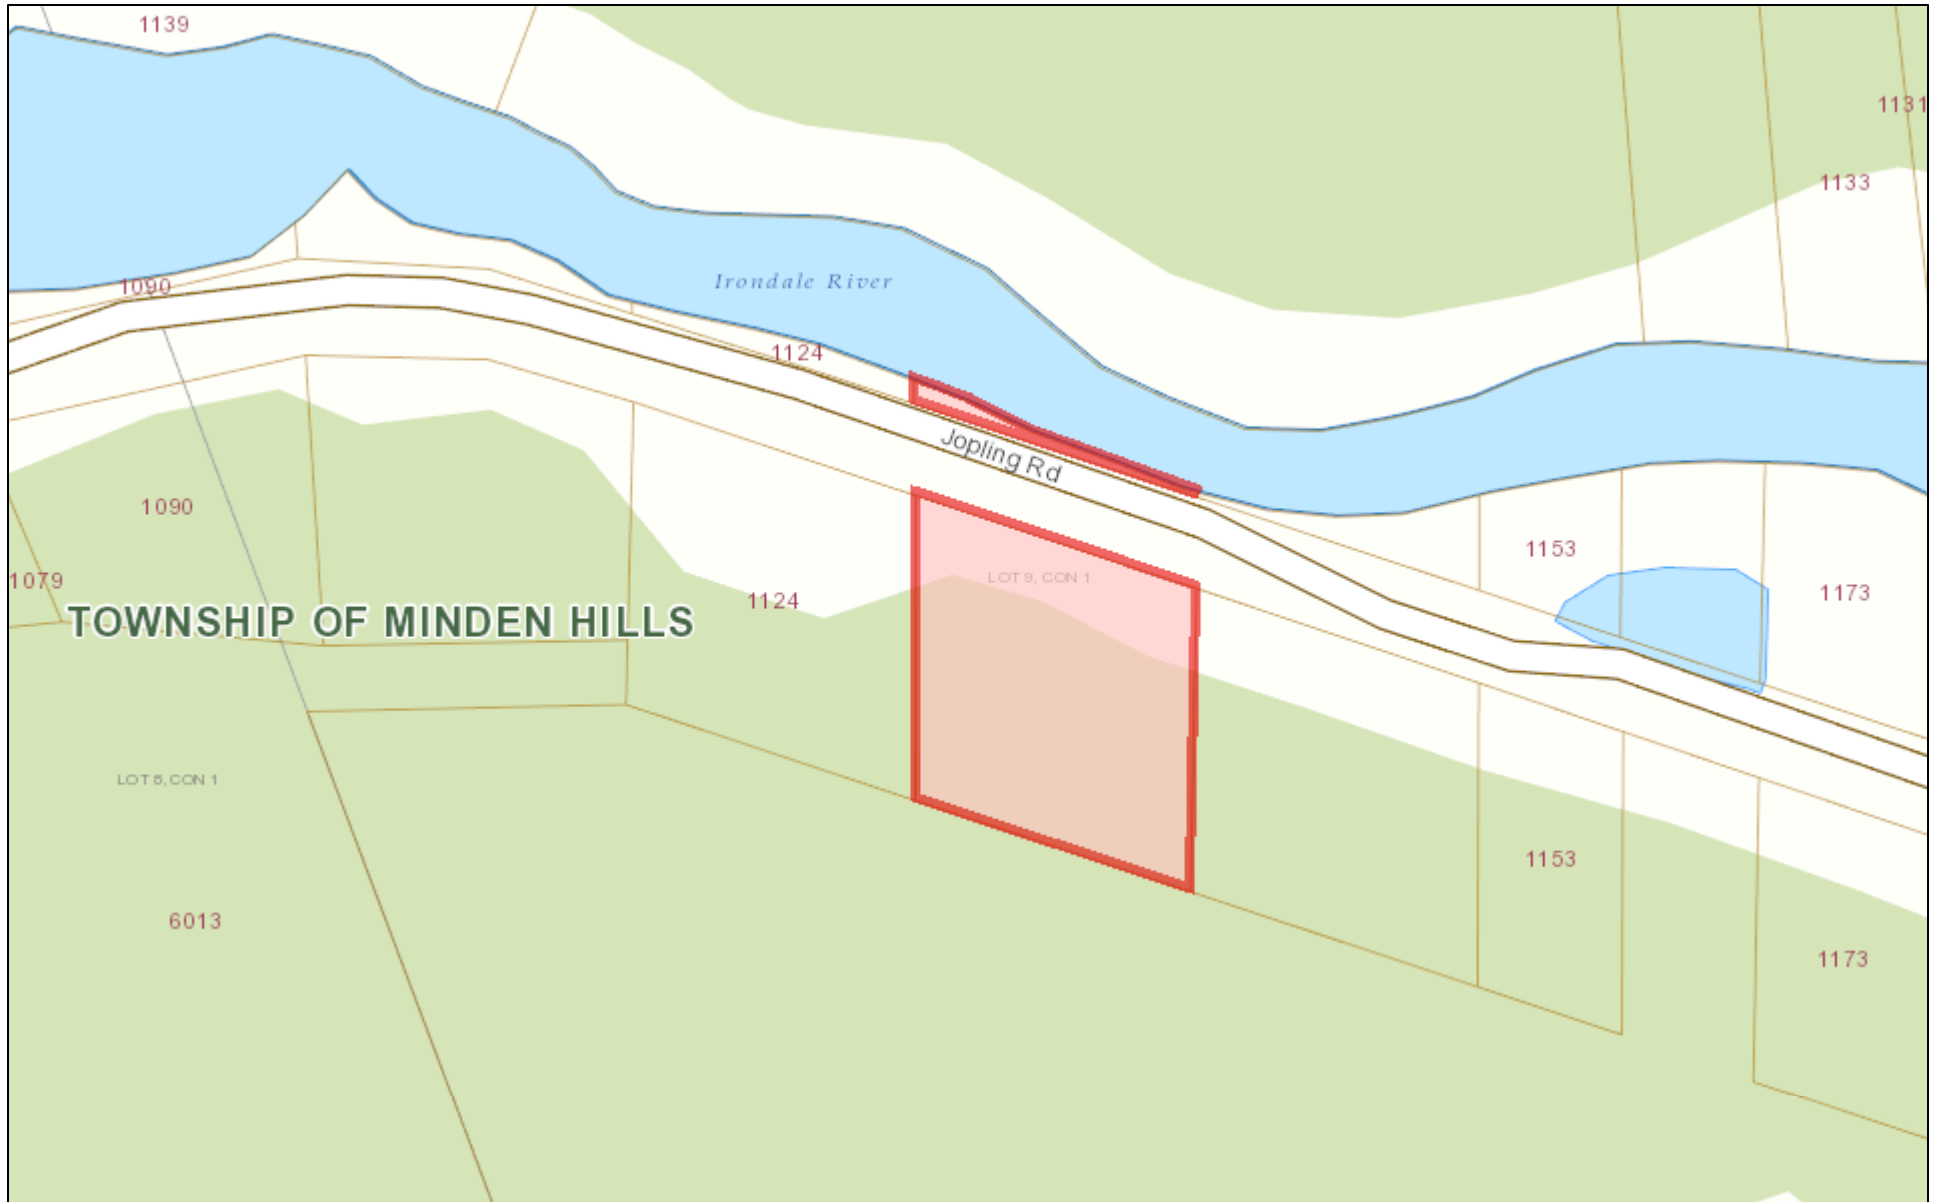 1139
1131
1133
Irondale River
1090
1124
Jopling Rd
1090
1153
1079
LOT 9, CON 1
1173
1124
TOWNSHIP OF MINDEN HILLS
LOT 8, CON 1
1153
6013
1173